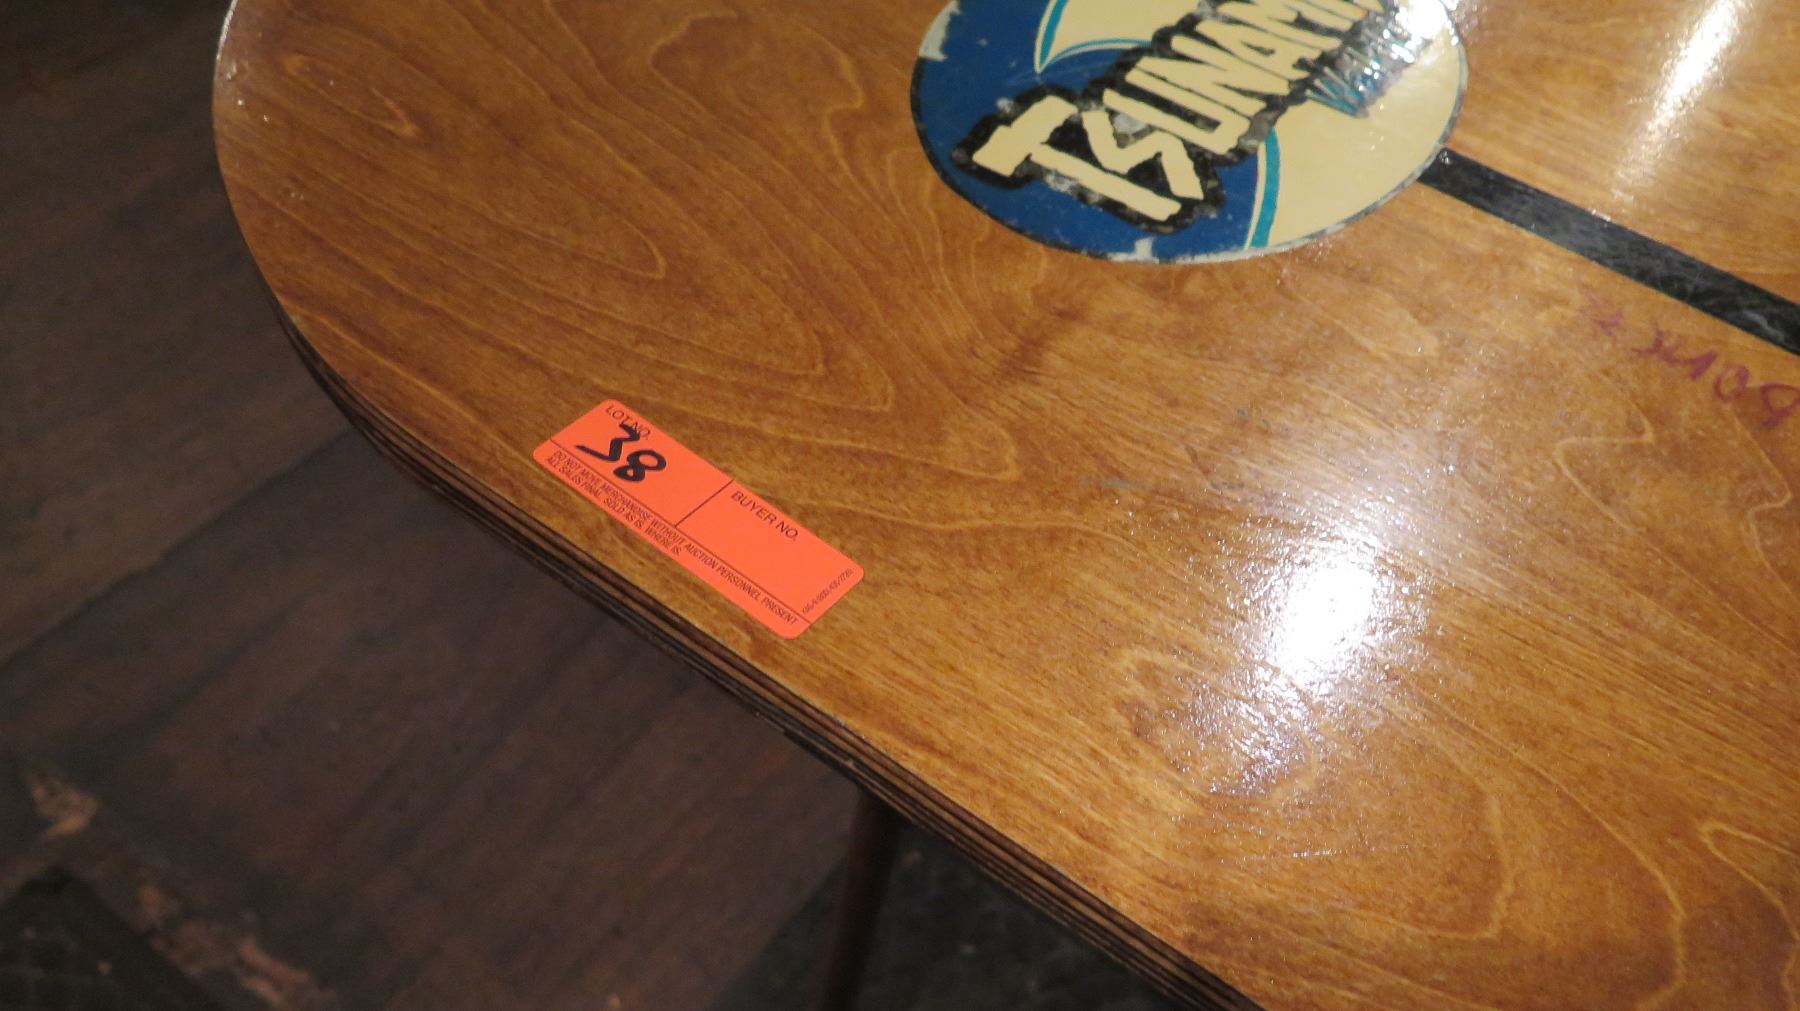 TSUNAMI
LOT NO.
38
BUYER NO.
DO NOT MOVE MERCHANDISE WITHOUT AUCTION PERSONNEL PRESENT
ALL SALES FINAL. SOLD AS IS, WHERE IS.